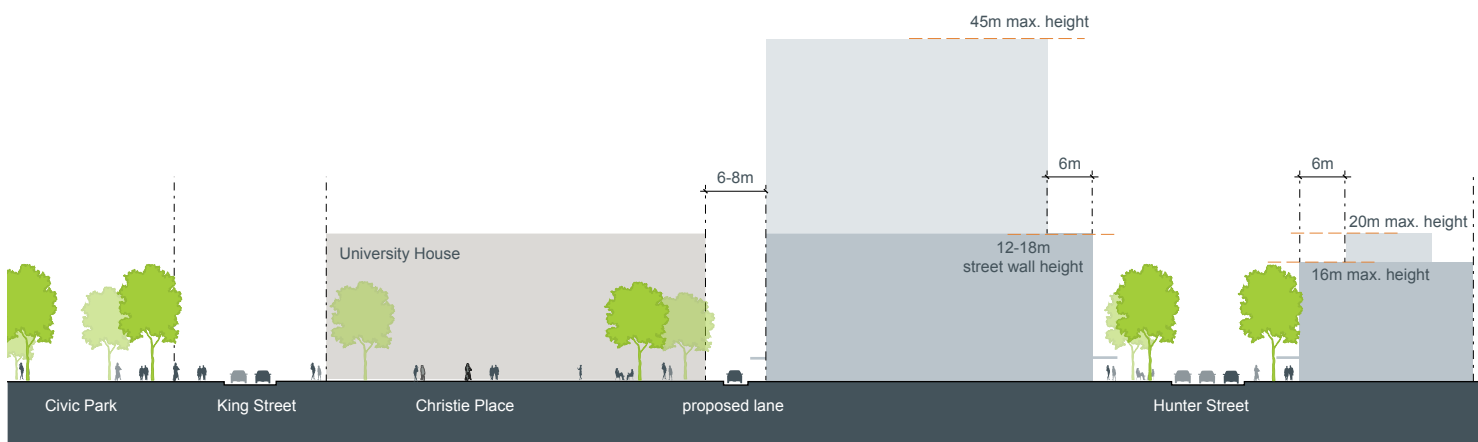 45m max. height
6-8m
6m
6m
20m max. height
University House
12-18m
street wall height
16m max. height
Civic Park
King Street
Christie Place
proposed lane
Hunter Street